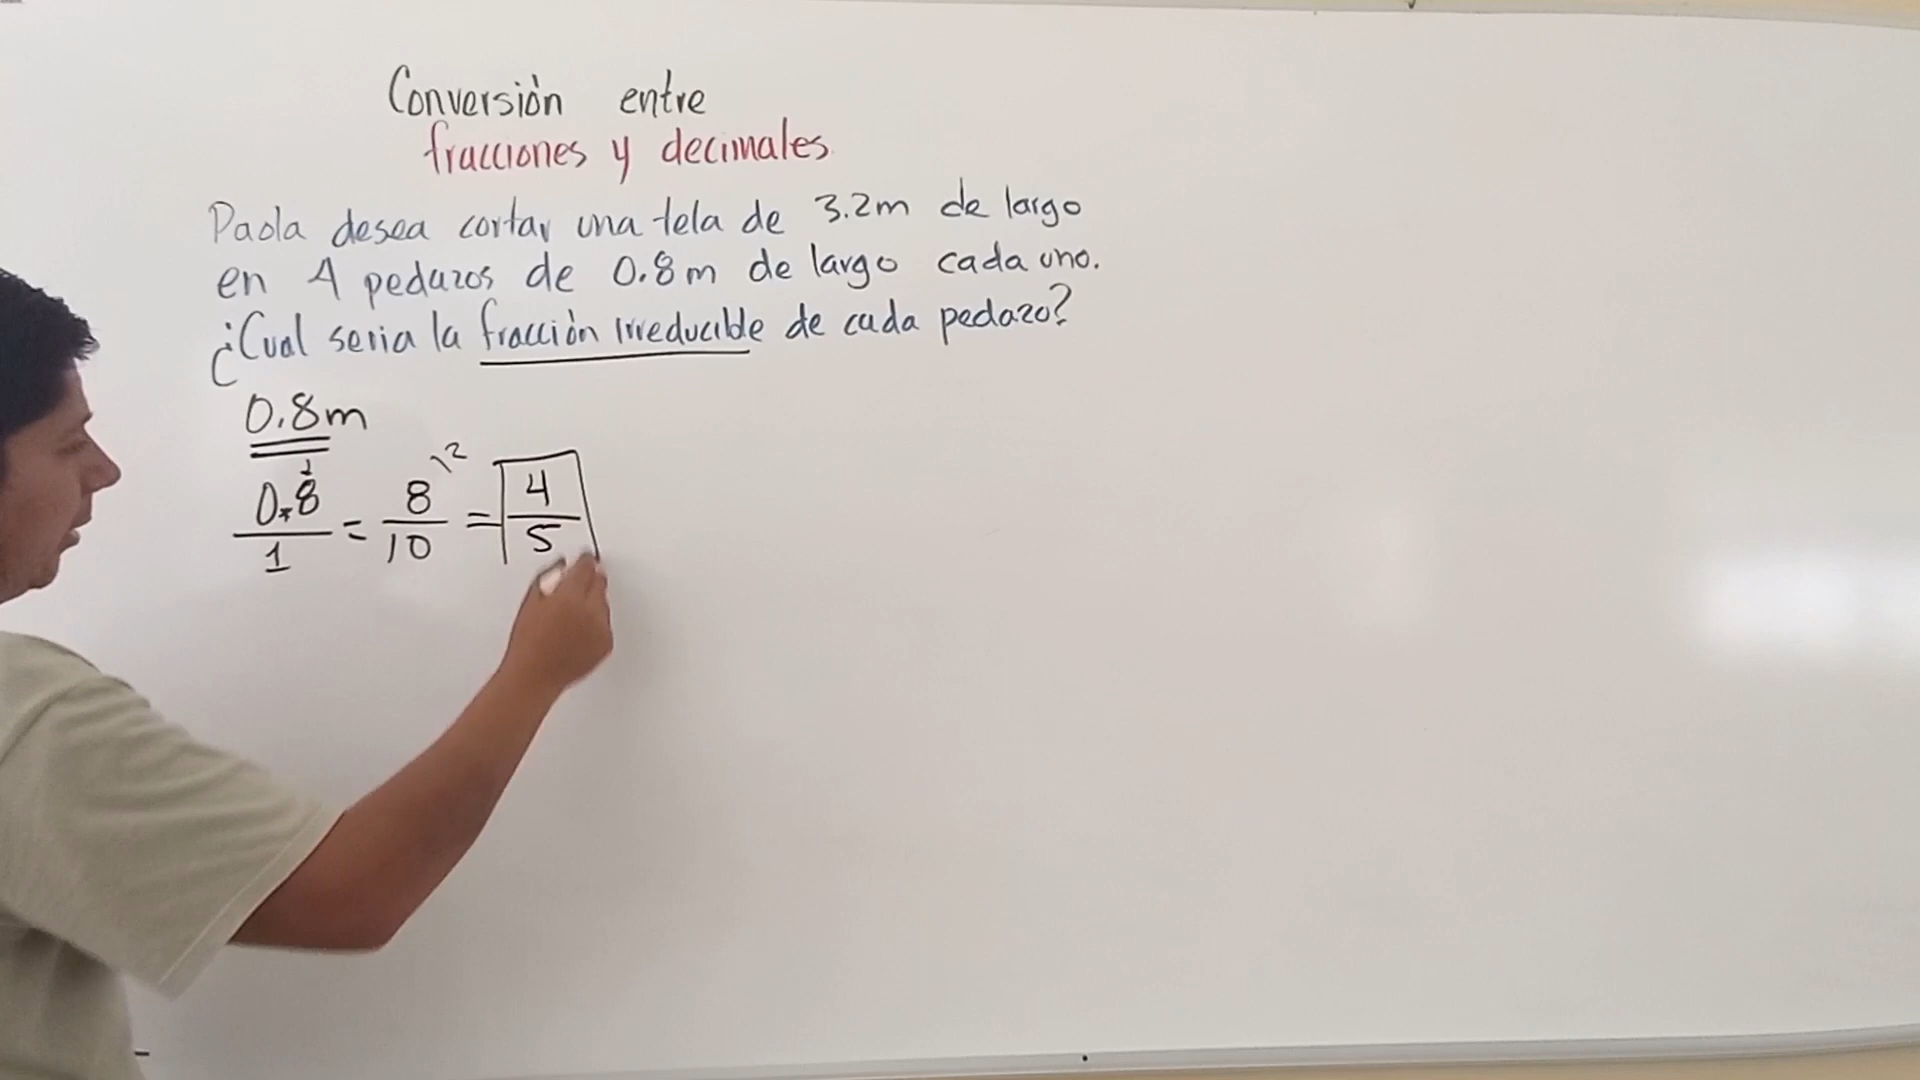 Conversión entre
fracciones y decimales
Paola desea cortar una tela de 3.2m de largo
en 4 pedazos de 0.8m de largo cada uno.
¿Cual seria la fracción irreducible de cada pedazo?
0.8m
0.8/1 = 8/10 = 4/5
1
12